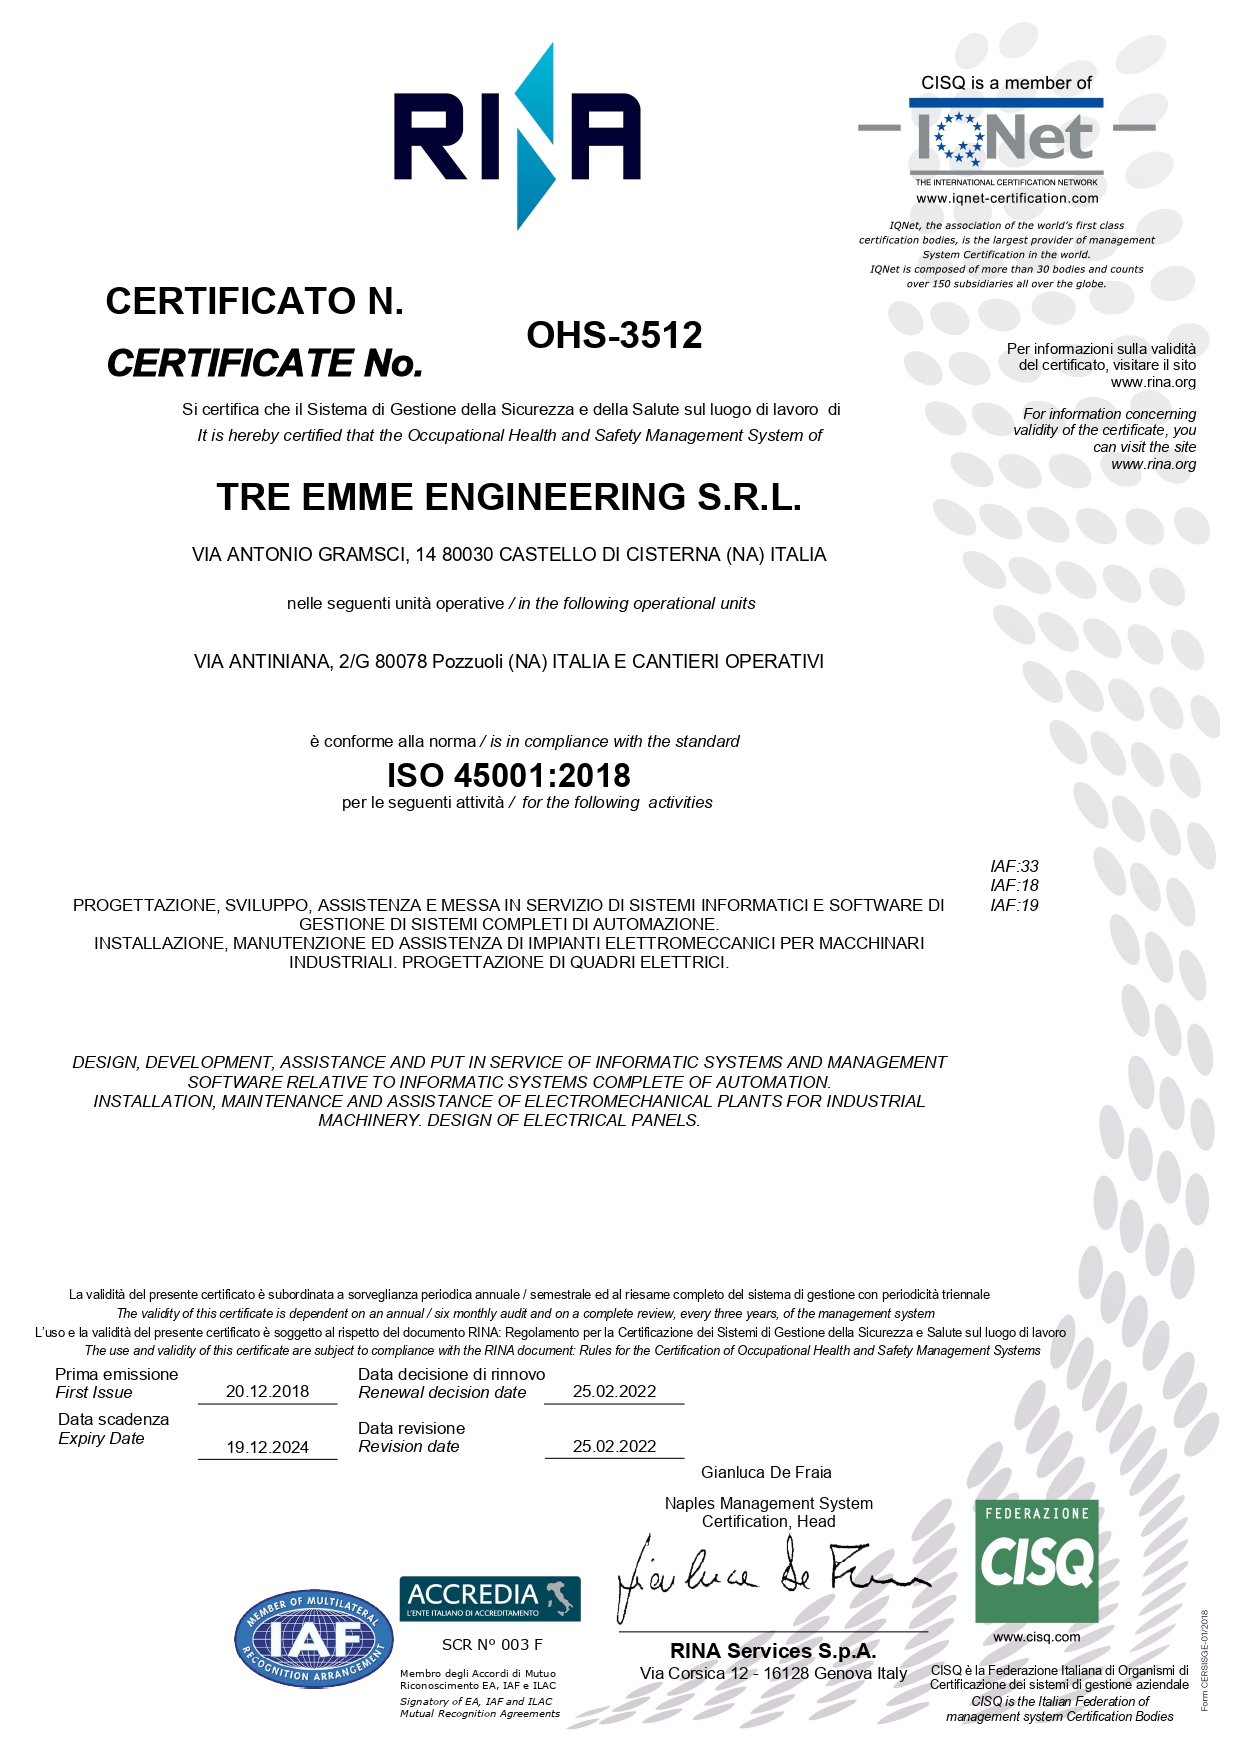 RINA
CISQ is a member of
IQNet
THE INTERNATIONAL CERTIFICATION NETWORK
www.iqnet-certification.com
IQNet, the association of the world's first class
certification bodies, is the largest provider of management
System Certification in the world.
IQNet is composed of more than 30 bodies and counts
over 150 subsidiaries all over the globe.
CERTIFICATO N.
CERTIFICATE No.
OHS-3512
Per informazioni sulla validità
del certificato, visitare il sito
www.rina.org
For information concerning
validity of the certificate, you
can visit the site
www.rina.org
Si certifica che il Sistema di Gestione della Sicurezza e della Salute sul luogo di lavoro di
It is hereby certified that the Occupational Health and Safety Management System of
TRE EMME ENGINEERING S.R.L.
VIA ANTONIO GRAMSCI, 14 80030 CASTELLO DI CISTERNA (NA) ITALIA
nelle seguenti unità operative / in the following operational units
VIA ANTINIANA, 2/G 80078 Pozzuoli (NA) ITALIA E CANTIERI OPERATIVI
è conforme alla norma / is in compliance with the standard
ISO 45001:2018
per le seguenti attività / for the following activities
IAF:33
IAF:18
IAF:19
PROGETTAZIONE, SVILUPPO, ASSISTENZA E MESSA IN SERVIZIO DI SISTEMI INFORMATICI E SOFTWARE DI
GESTIONE DI SISTEMI COMPLETI DI AUTOMAZIONE.
INSTALLAZIONE, MANUTENZIONE ED ASSISTENZA DI IMPIANTI ELETTROMECCANICI PER MACCHINARI
INDUSTRIALI. PROGETTAZIONE DI QUADRI ELETTRICI.
DESIGN, DEVELOPMENT, ASSISTANCE AND PUT IN SERVICE OF INFORMATIC SYSTEMS AND MANAGEMENT
SOFTWARE RELATIVE TO INFORMATIC SYSTEMS COMPLETE OF AUTOMATION.
INSTALLATION, MAINTENANCE AND ASSISTANCE OF ELECTROMECHANICAL PLANTS FOR INDUSTRIAL
MACHINERY. DESIGN OF ELECTRICAL PANELS.
La validità del presente certificato è subordinata a sorveglianza periodica annuale / semestrale ed al riesame completo del sistema di gestione con periodicità triennale
The validity of this certificate is dependent on an annual / six monthly audit and on a complete review, every three years, of the management system
L'uso e la validità del presente certificato è soggetto al rispetto del documento RINA: Regolamento per la Certificazione dei Sistemi di Gestione della Sicurezza e Salute sul luogo di lavoro
The use and validity of this certificate are subject to compliance with the RINA document: Rules for the Certification of Occupational Health and Safety Management Systems
Prima emissione
First Issue
20.12.2018
Data decisione di rinnovo
Renewal decision date
25.02.2022
Data scadenza
Expiry Date
19.12.2024
Data revisione
Revision date
25.02.2022
Gianluca De Fraia
Naples Management System
Certification, Head
Gianluca De Fraia
RINA Services S.p.A.
Via Corsica 12 - 16128 Genova Italy
MEMBER OF MULTILATERAL
IAF
RECOGNITION ARRANGEMENT
ACCREDIA
L'ENTE ITALIANO DI ACCREDITAMENTO
SCR Nº 003 F
Membro degli Accordi di Mutuo
Riconoscimento EA, IAF e ILAC
Signatory of EA, IAF and ILAC
Mutual Recognition Agreements
FEDERAZIONE
CISQ
www.cisq.com
CISQ è la Federazione Italiana di Organismi di
Certificazione dei sistemi di gestione aziendale
CISQ is the Italian Federation of
management system Certification Bodies
Form CERSISGE-01/2018